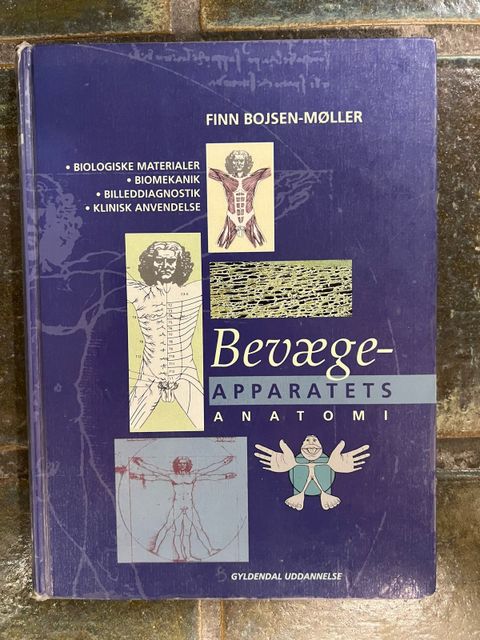 FINN BOJSEN-MØLLER
• BIOLOGISKE MATERIALER
• BIOMEKANIK
• BILLEDDIAGNOSTIK
• KLINISK ANVENDELSE
Bevæge-
APPARATETS
ANATOMI
GYLDENDAL UDDANNELSE